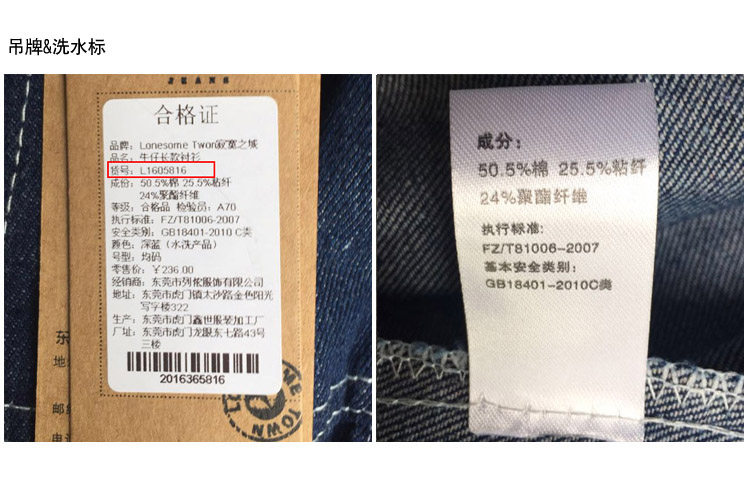 吊牌&洗水标
合格证
品牌: Lonesome Twon寂寞之城
品名: 牛仔长款衬衫
货号: L1605816
成份: 50.5%棉 25.5%粘纤
24%聚酯纤维
等级: 合格品 检验员: A70
执行标准: FZ/T81006-2007
安全类别: GB18401-2010 C类
颜色: 深蓝(水洗产品)
号型: 均码
零售价: ¥236.00
经销商: 东莞市列侬服饰有限公司
地址: 东莞市虎门镇太沙路金色阳光
写字楼322
生产: 东莞市虎门鑫世服装加工厂
厂址: 东莞市虎门龙眼东七路43号
三楼
2016365816
东
地
邮
电
TOWN
成分:
50.5%棉 25.5%粘纤
24%聚酯纤维
执行标准:
FZ/T81006-2007
基本安全类别:
GB18401-2010C类